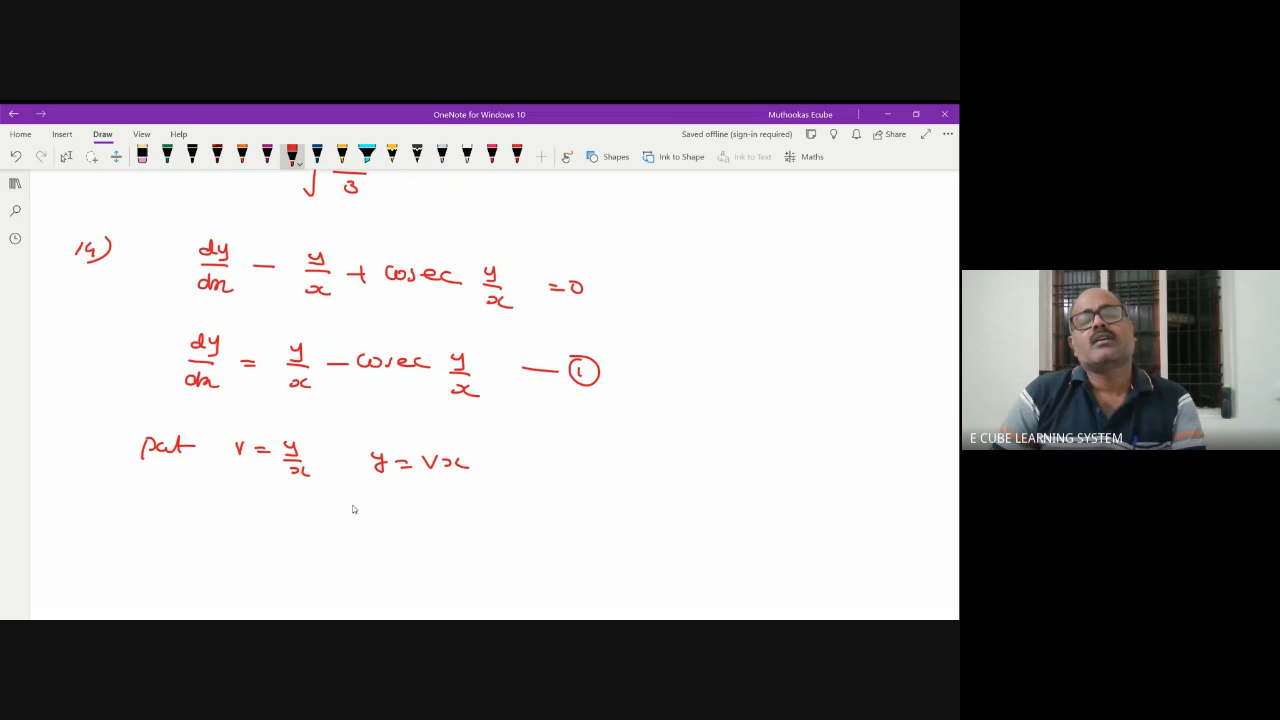 OneNote for Windows 10
Muthookas Ecube
Home Insert Draw View Help
Saved offline (sign-in required) Share
Shapes Ink to Shape Ink to Text Maths
√ 3
14) dy/dx - y/x + cosec y/x = 0
dy/dx = y/x - cosec y/x — ①
put v = y/x y = vx
E CUBE LEARNING SYSTEM